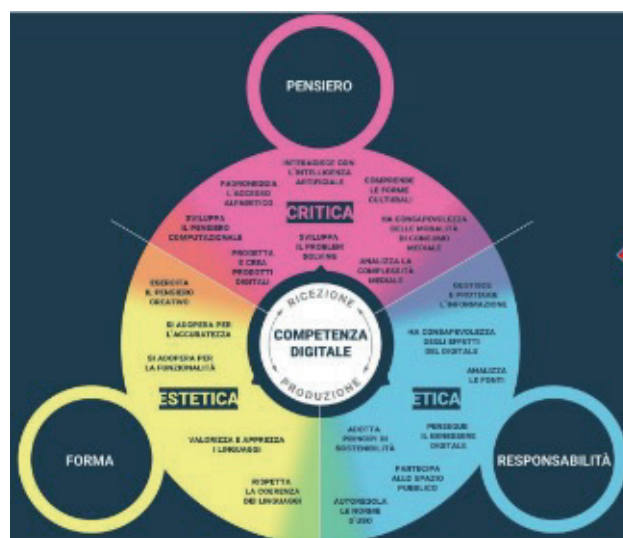 PENSIERO
INTERAGISCE CON
L'INTELLIGENZA
ARTIFICIALE
PADRONEGGIA
L'ACCESSO
ALFABETICO
COMPRENDE
LE FORME
CULTURALI
CRITICA
SVILUPPA
IL PENSIERO
COMPUTAZIONALE
HA CONSAPEVOLEZZA
DELLE MODALITÀ
DI CONSUMO
MEDIALE
SVILUPPA
IL PROBLEM
SOLVING
PROGETTA
E CREA
PRODOTTI
DIGITALI
ANALIZZA LA
COMPLESSITÀ
MEDIALE
ESERCITA
IL PENSIERO
CREATIVO
GESTISCE
E PROTEGGE
L'INFORMAZIONE
RICEZIONE
COMPETENZA
DIGITALE
PRODUZIONE
SI ADOPERA PER
L'ACCURATEZZA
HA CONSAPEVOLEZZA
DEGLI EFFETTI
DEL DIGITALE
SI ADOPERA PER
LA FUNZIONALITÀ
ANALIZZA
LE FONTI
ESTETICA
ETICA
VALORIZZA E APPREZZA
I LINGUAGGI
ADOTTA
PRINCIPI DI
SOSTENIBILITÀ
PERSEGUE
IL BENESSERE
DIGITALE
FORMA
RESPONSABILITÀ
RISPETTA
LA COERENZA
DEI LINGUAGGI
PARTECIPA
ALLO SPAZIO
PUBBLICO
AUTOREGOLA
LE NORME
D'USO